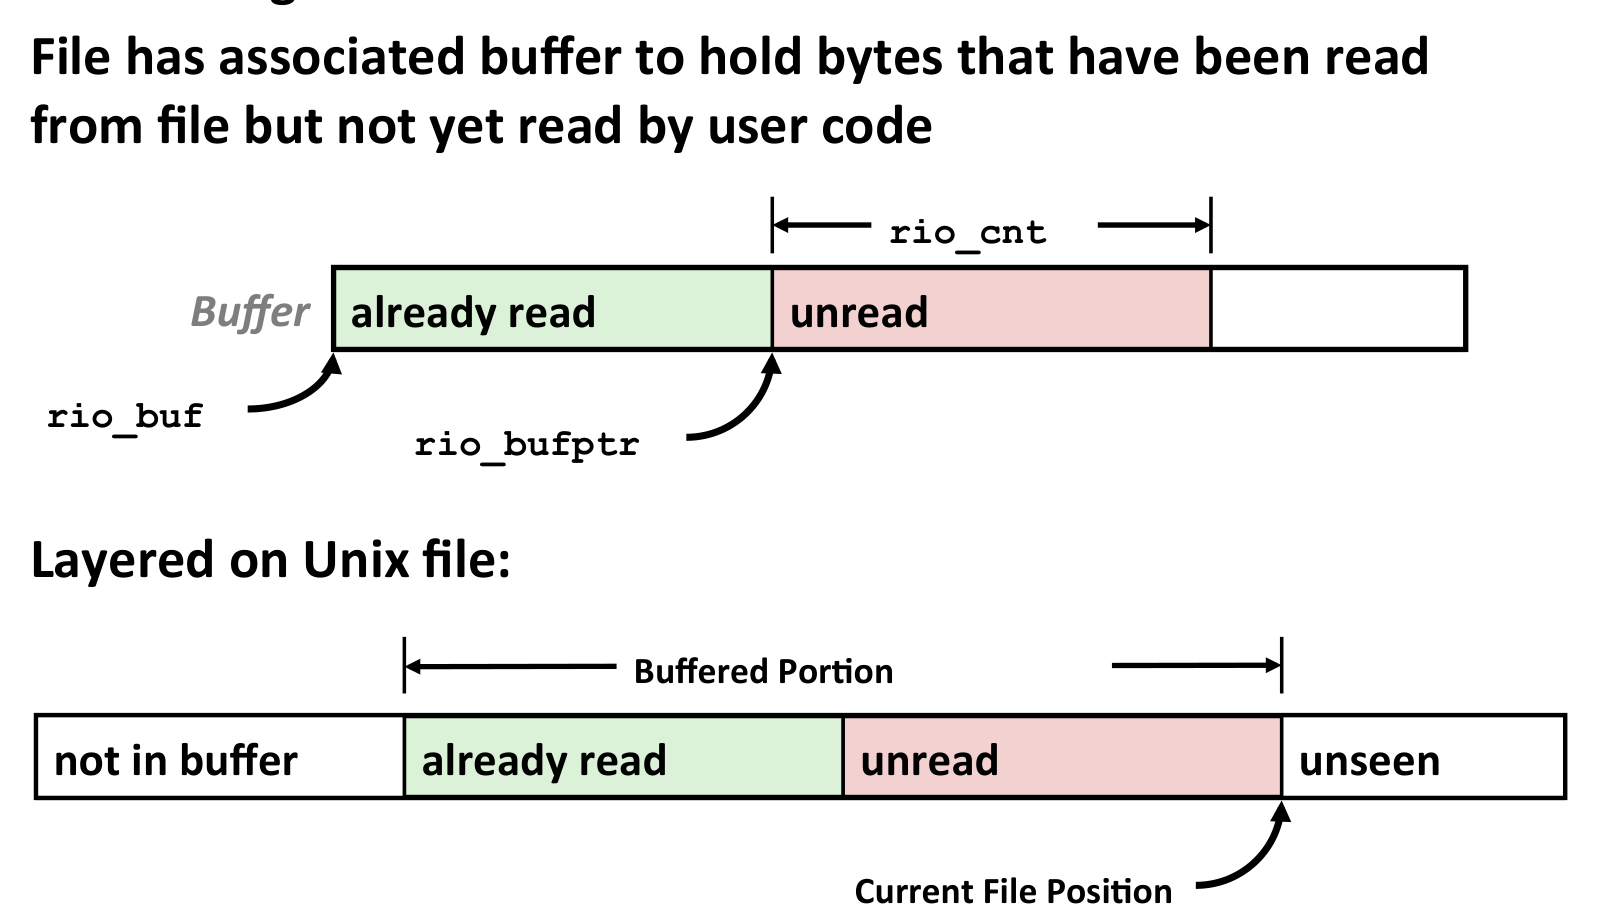 File has associated buffer to hold bytes that have been read
from file but not yet read by user code
rio_cnt
Buffer
already read
unread
rio_buf
rio_bufptr
Layered on Unix file:
Buffered Portion
not in buffer
already read
unread
unseen
Current File Position